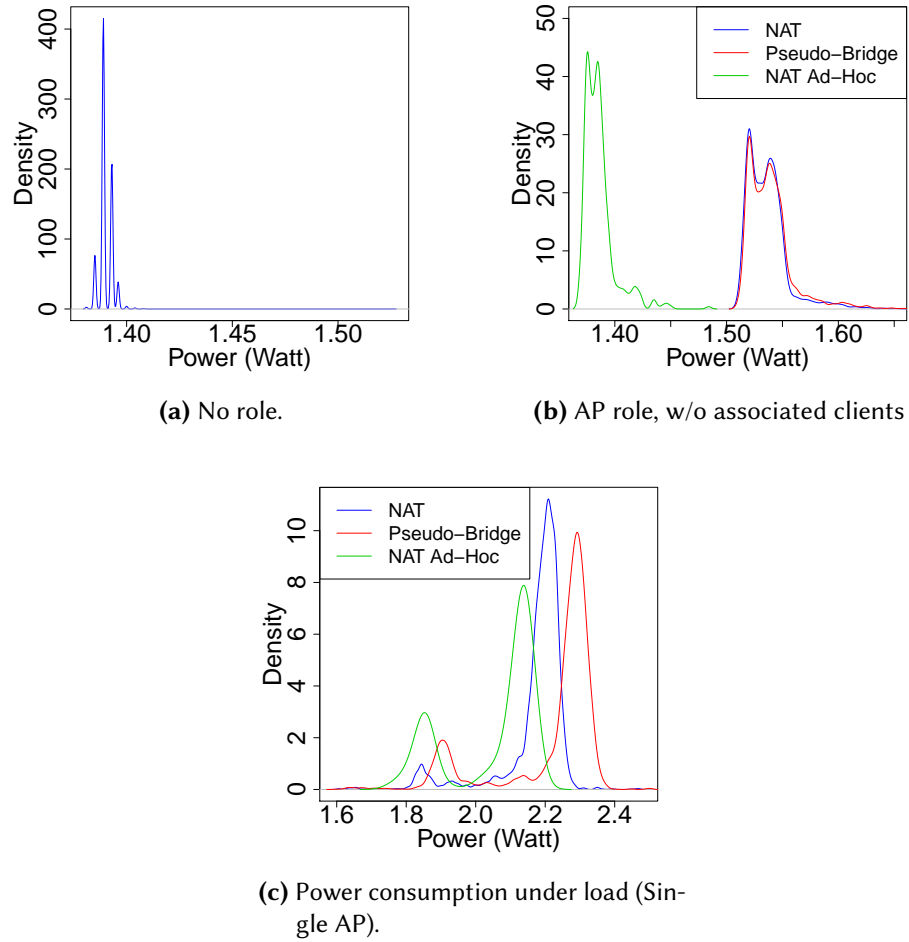 Density
400
300
200
100
0
1.40
1.45
1.50
Power (Watt)
(a) No role.
Density
50
40
30
20
10
0
NAT
Pseudo−Bridge
NAT Ad−Hoc
1.40
1.50
1.60
Power (Watt)
(b) AP role, w/o associated clients
Density
10
8
6
4
2
0
NAT
Pseudo−Bridge
NAT Ad−Hoc
1.6
1.8
2.0
2.2
2.4
Power (Watt)
(c) Power consumption under load (Sin-
gle AP).